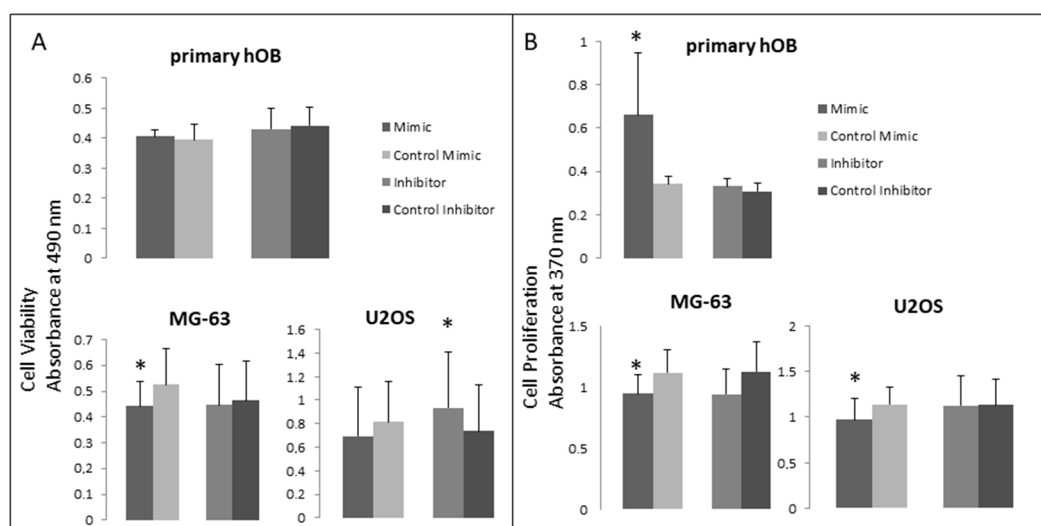 A
primary hOB
0.6
0.5
0.4
0.3
0.2
0.1
0
Mimic
Control Mimic
Inhibitor
Control Inhibitor
Cell Viability
Absorbance at 490 nm
MG-63
0.7
0.6
0.5
0.4
0.3
0.2
0.1
0
*
U2OS
1.6
1.4
1.2
1
0.8
0.6
0.4
0.2
0
*
B
primary hOB
1
0.8
0.6
0.4
0.2
0
*
Mimic
Control Mimic
Inhibitor
Control Inhibitor
Cell Proliferation
Absorbance at 370 nm
MG-63
1.5
1
0.5
0
*
U2OS
2
1.5
1
0.5
0
*